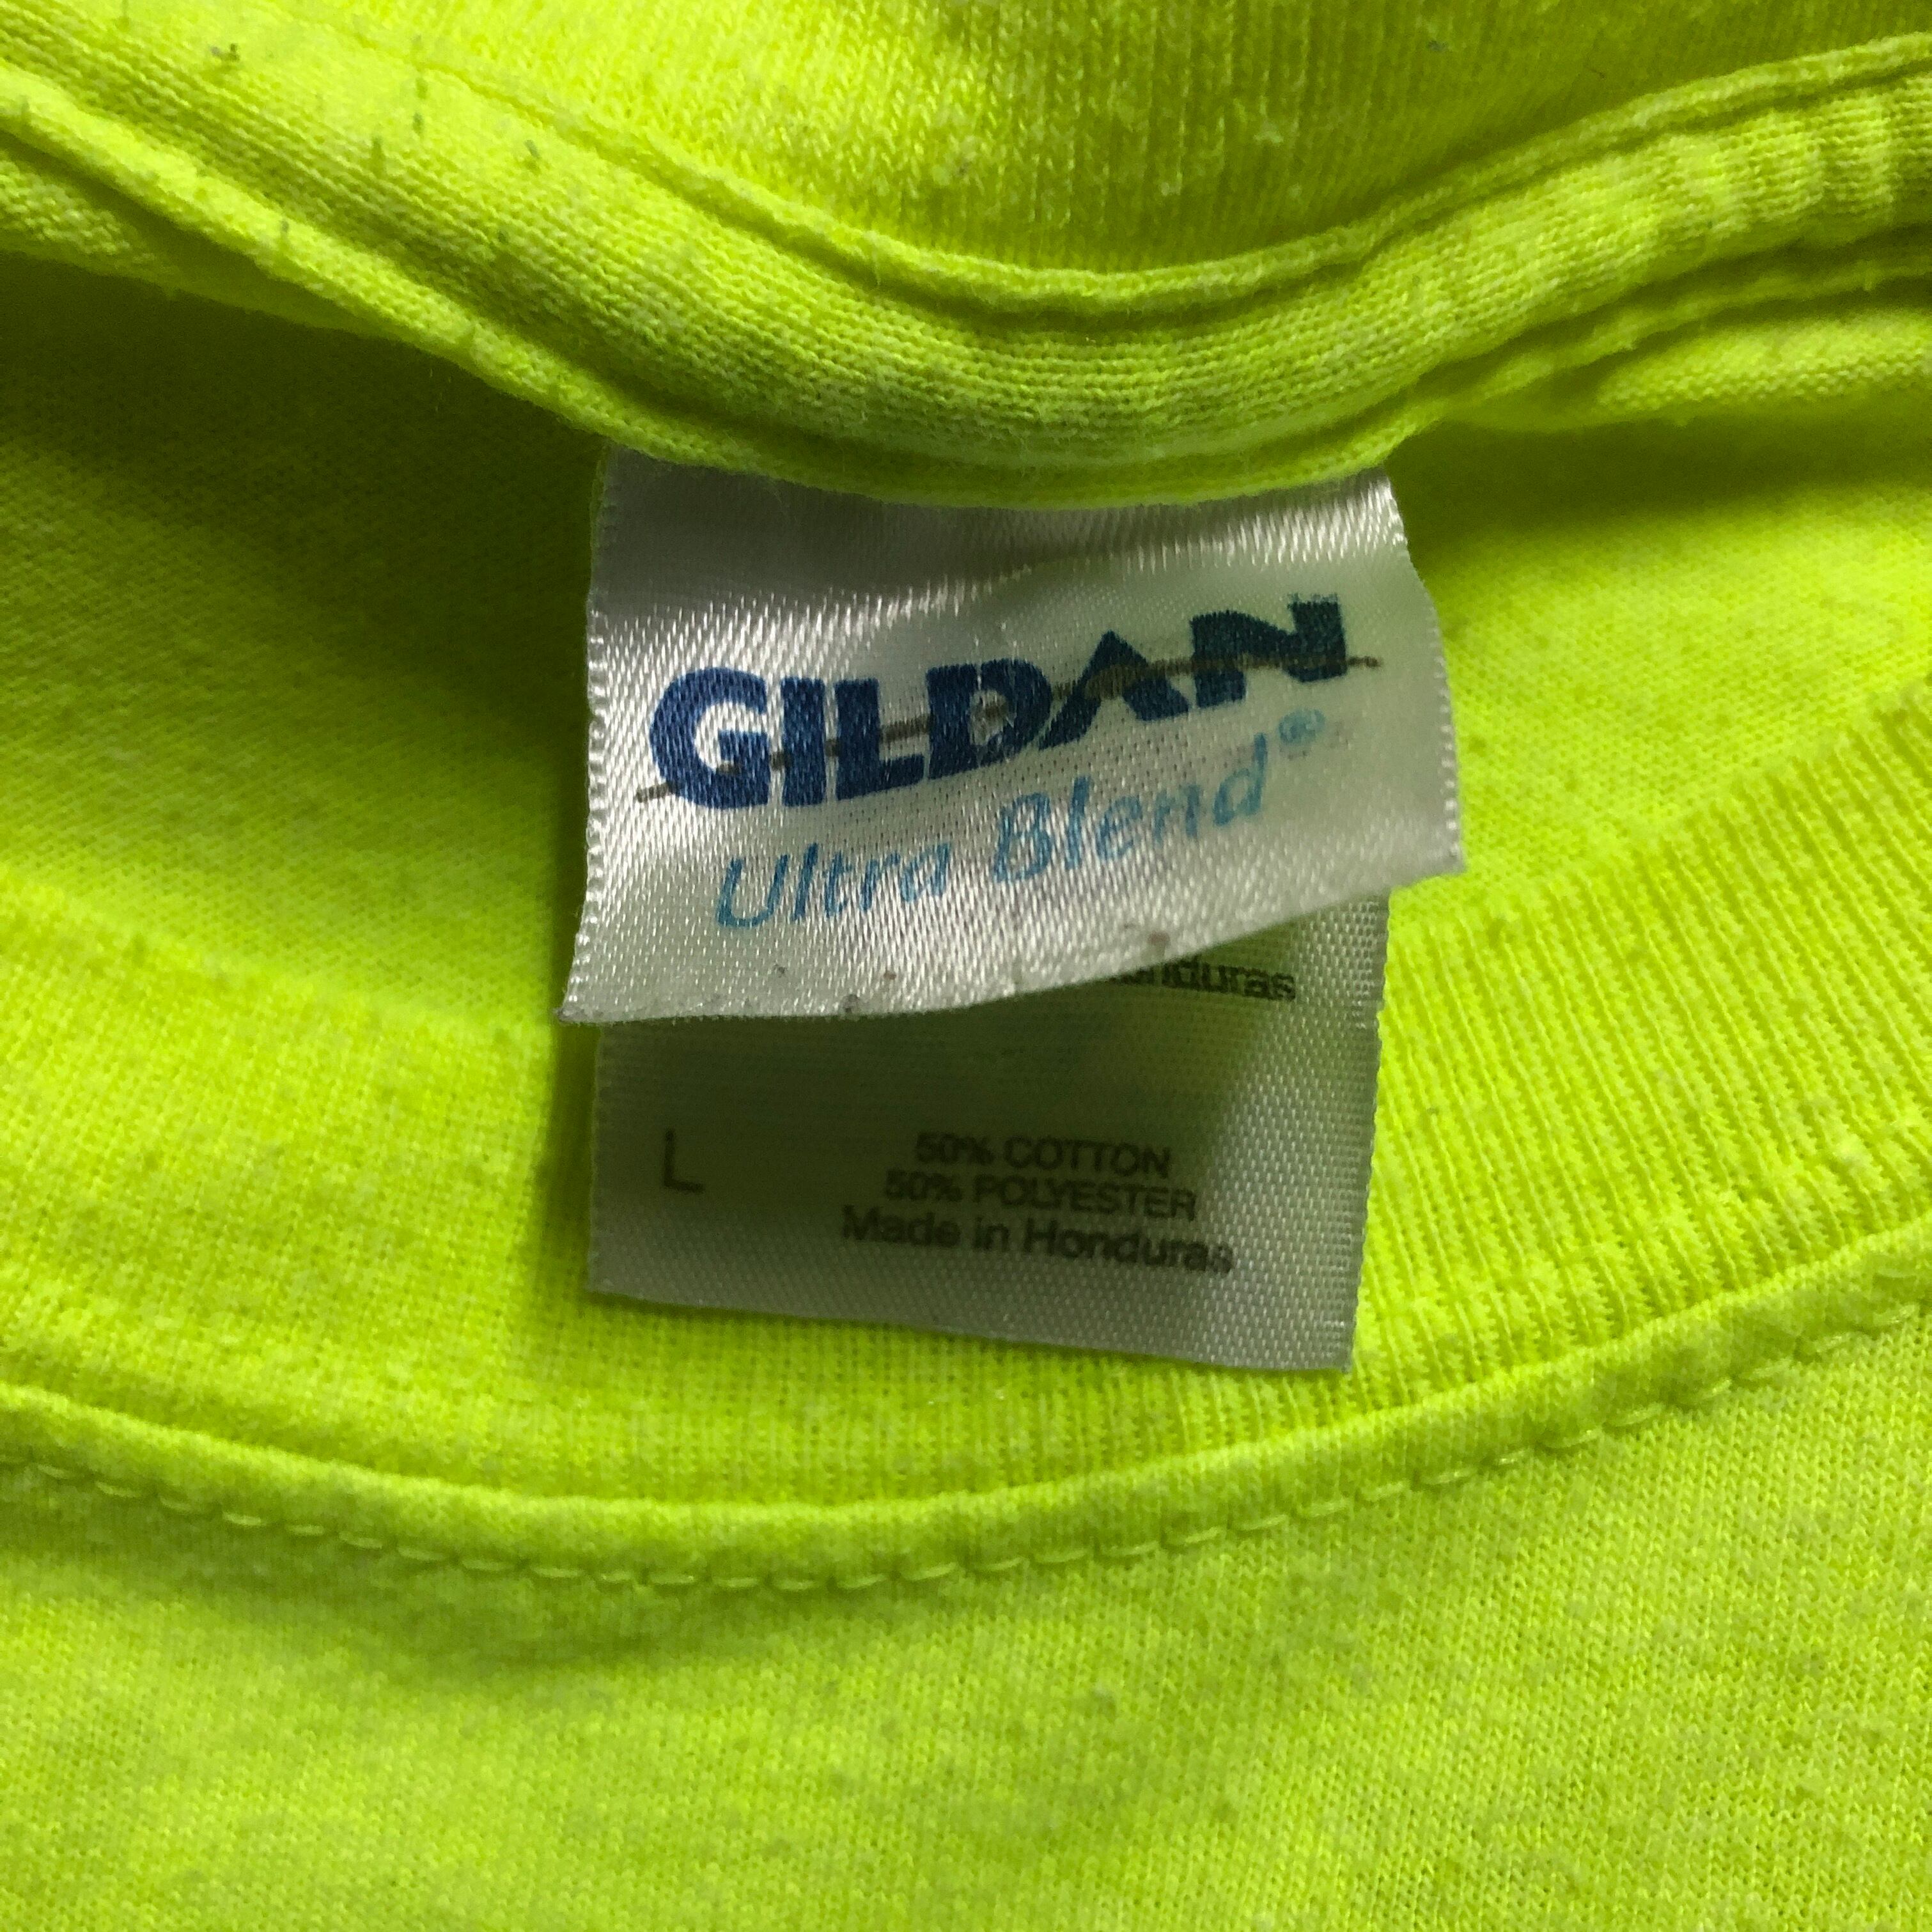 GILDAN
Ultra Blend®
L
50% COTTON
50% POLYESTER
Made in Honduras